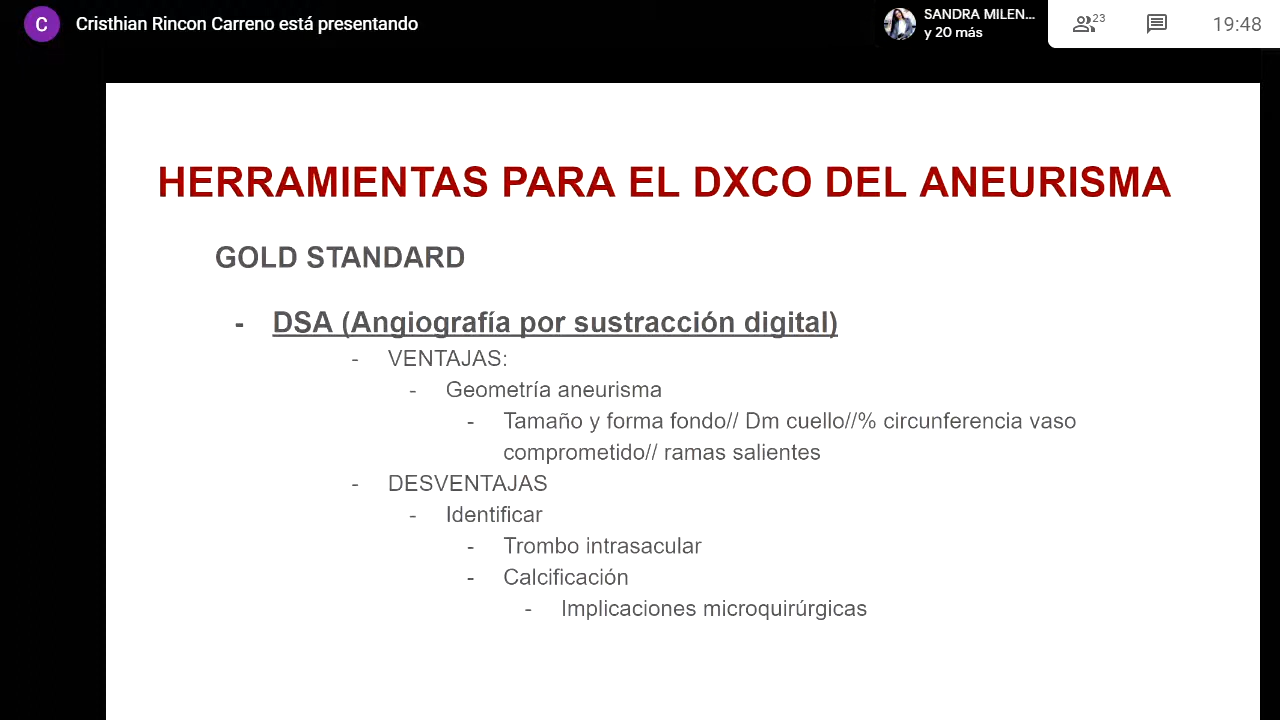 C
Cristhian Rincon Carreno está presentando
SANDRA MILEN...
y 20 más
23
19:48
HERRAMIENTAS PARA EL DXCO DEL ANEURISMA
GOLD STANDARD
- DSA (Angiografía por sustracción digital)
- VENTAJAS:
- Geometría aneurisma
- Tamaño y forma fondo// Dm cuello//% circunferencia vaso
comprometido// ramas salientes
- DESVENTAJAS
- Identificar
- Trombo intrasacular
- Calcificación
- Implicaciones microquirúrgicas